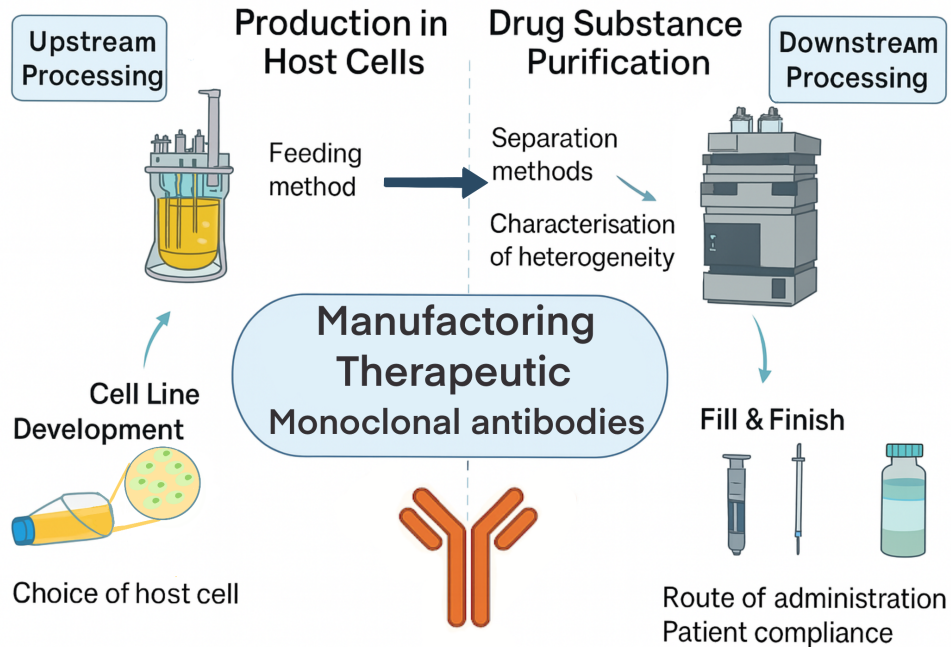 Upstream
Processing
Production in
Host Cells
Drug Substance
Purification
Downstream
Processing
Feeding
method
Separation
methods
Characterisation
of heterogeneity
Manufactoring
Therapeutic
Monoclonal antibodies
Cell Line
Development
Choice of host cell
Fill & Finish
Route of administration
Patient compliance